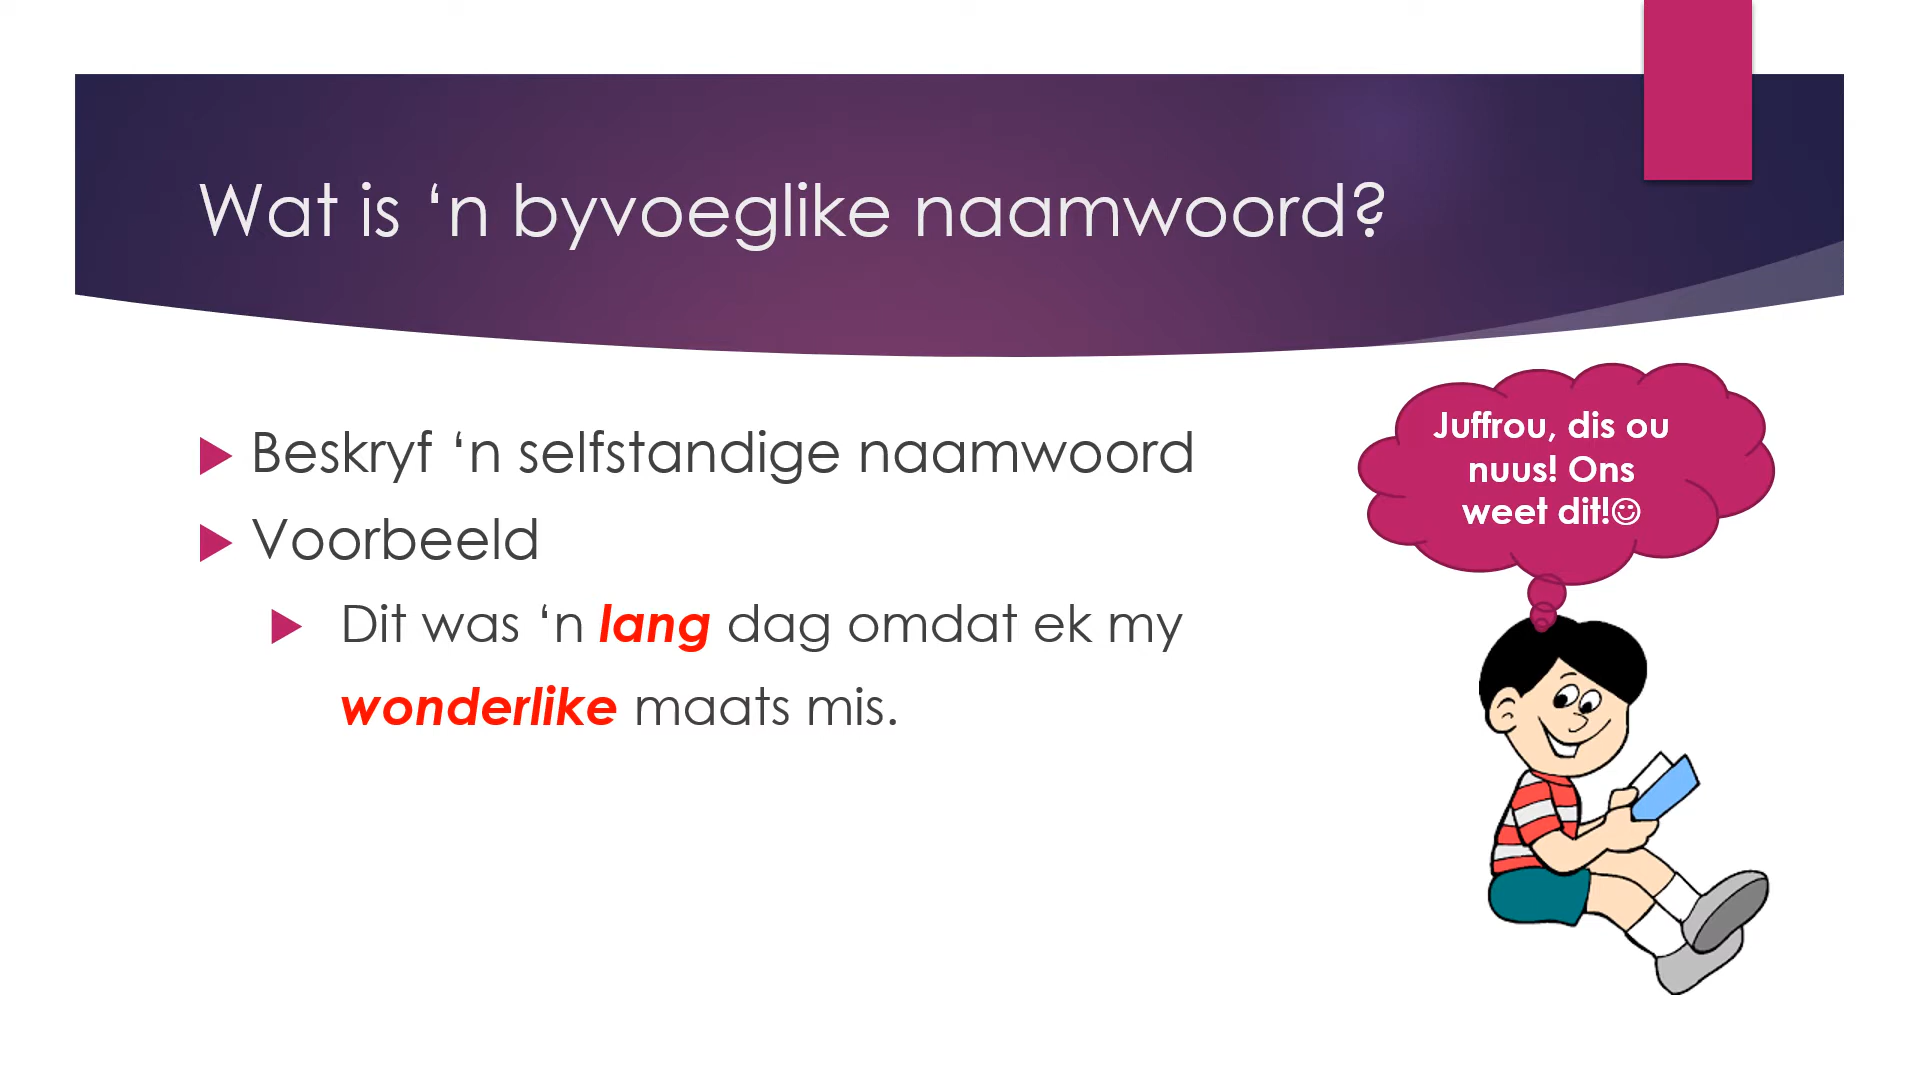 Wat is ‘n byvoeglike naamwoord?
Beskryf ‘n selfstandige naamwoord
Voorbeeld
Dit was ‘n lang dag omdat ek my
wonderlike maats mis.
Juffrou, dis ou
nuus! Ons
weet dit!☺